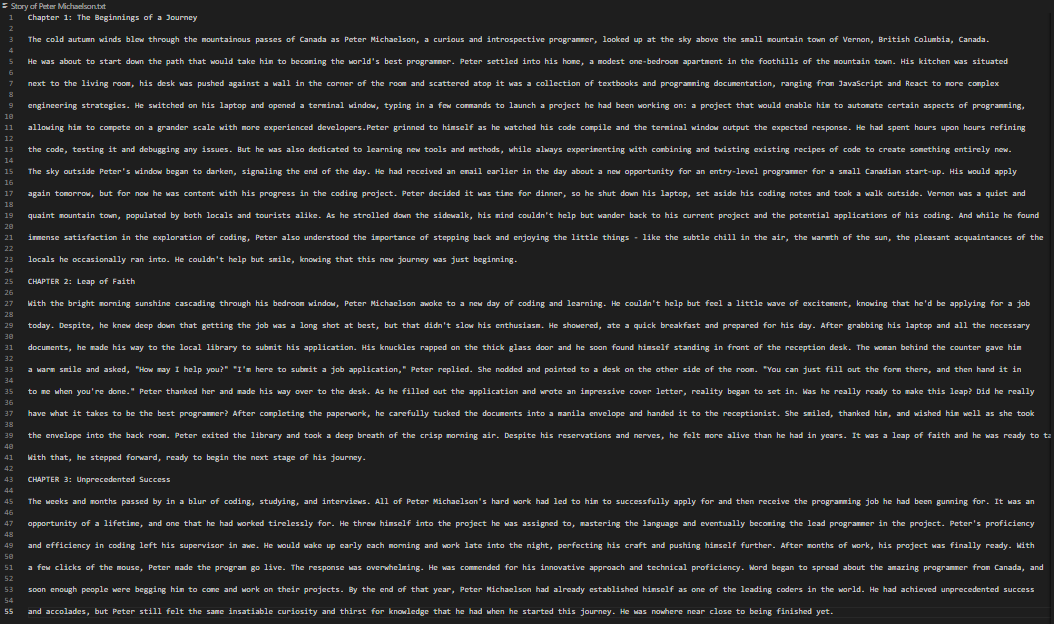 Story of Peter Michaelson.txt
1 Chapter 1: The Beginnings of a Journey
2
3 The cold autumn winds blew through the mountainous passes of Canada as Peter Michaelson, a curious and introspective programmer, looked up at the sky above the small mountain town of Vernon, British Columbia, Canada.
4
5 He was about to start down the path that would take him to becoming the world's best programmer. Peter settled into his home, a modest one-bedroom apartment in the foothills of the mountain town. His kitchen was situated
6
7 next to the living room, his desk was pushed against a wall in the corner of the room and scattered atop it was a collection of textbooks and programming documentation, ranging from JavaScript and React to more complex
8
9 engineering strategies. He switched on his laptop and opened a terminal window, typing in a few commands to launch a project he had been working on: a project that would enable him to automate certain aspects of programming,
10
11 allowing him to compete on a grander scale with more experienced developers.Peter grinned to himself as he watched his code compile and the terminal window output the expected response. He had spent hours upon hours refining
12
13 the code, testing it and debugging any issues. But he was also dedicated to learning new tools and methods, while always experimenting with combining and twisting existing recipes of code to create something entirely new.
14
15 The sky outside Peter's window began to darken, signaling the end of the day. He had received an email earlier in the day about a new opportunity for an entry-level programmer for a small Canadian start-up. His would apply
16
17 again tomorrow, but for now he was content with his progress in the coding project. Peter decided it was time for dinner, so he shut down his laptop, set aside his coding notes and took a walk outside. Vernon was a quiet and
18
19 quaint mountain town, populated by both locals and tourists alike. As he strolled down the sidewalk, his mind couldn't help but wander back to his current project and the potential applications of his coding. And while he found
20
21 immense satisfaction in the exploration of coding, Peter also understood the importance of stepping back and enjoying the little things - like the subtle chill in the air, the warmth of the sun, the pleasant acquaintances of the
22
23 locals he occasionally ran into. He couldn't help but smile, knowing that this new journey was just beginning.
24
25 CHAPTER 2: Leap of Faith
26
27 With the bright morning sunshine cascading through his bedroom window, Peter Michaelson awoke to a new day of coding and learning. He couldn't help but feel a little wave of excitement, knowing that he'd be applying for a job
28
29 today. Despite, he knew deep down that getting the job was a long shot at best, but that didn't slow his enthusiasm. He showered, ate a quick breakfast and prepared for his day. After grabbing his laptop and all the necessary
30
31 documents, he made his way to the local library to submit his application. His knuckles rapped on the thick glass door and he soon found himself standing in front of the reception desk. The woman behind the counter gave him
32
33 a warm smile and asked, "How may I help you?" "I'm here to submit a job application," Peter replied. She nodded and pointed to a desk on the other side of the room. "You can just fill out the form there, and then hand it in
34
35 to me when you're done." Peter thanked her and made his way over to the desk. As he filled out the application and wrote an impressive cover letter, reality began to set in. Was he really ready to make this leap? Did he really
36
37 have what it takes to be the best programmer? After completing the paperwork, he carefully tucked the documents into a manila envelope and handed it to the receptionist. She smiled, thanked him, and wished him well as she took
38
39 the envelope into the back room. Peter exited the library and took a deep breath of the crisp morning air. Despite his reservations and nerves, he felt more alive than he had in years. It was a leap of faith and he was ready to ta
40
41 With that, he stepped forward, ready to begin the next stage of his journey.
42
43 CHAPTER 3: Unprecedented Success
44
45 The weeks and months passed by in a blur of coding, studying, and interviews. All of Peter Michaelson's hard work had led to him to successfully apply for and then receive the programming job he had been gunning for. It was an
46
47 opportunity of a lifetime, and one that he had worked tirelessly for. He threw himself into the project he was assigned to, mastering the language and eventually becoming the lead programmer in the project. Peter's proficiency
48
49 and efficiency in coding left his supervisor in awe. He would wake up early each morning and work late into the night, perfecting his craft and pushing himself further. After months of work, his project was finally ready. With
50
51 a few clicks of the mouse, Peter made the program go live. The response was overwhelming. He was commended for his innovative approach and technical proficiency. Word began to spread about the amazing programmer from Canada, and
52
53 soon enough people were begging him to come and work on their projects. By the end of that year, Peter Michaelson had already established himself as one of the leading coders in the world. He had achieved unprecedented success
54
55 and accolades, but Peter still felt the same insatiable curiosity and thirst for knowledge that he had when he started this journey. He was nowhere near close to being finished yet.